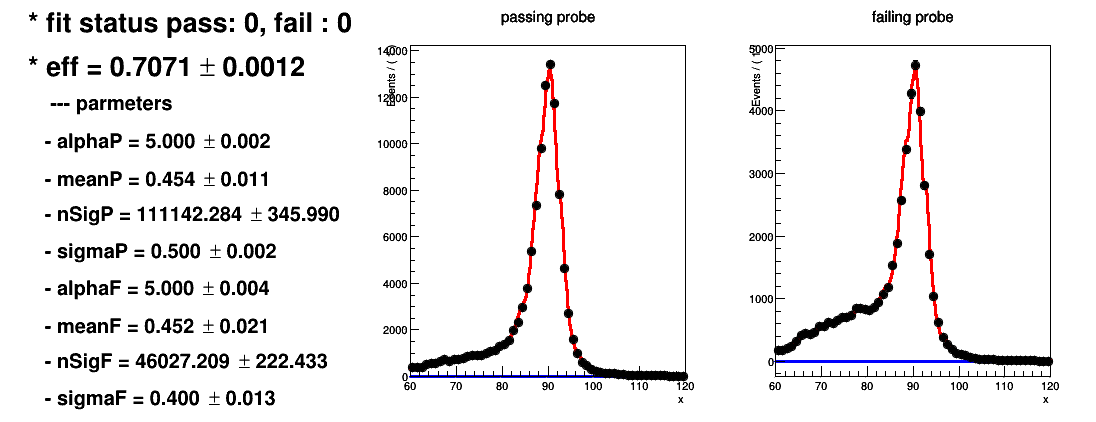 * fit status pass: 0, fail : 0
* eff = 0.7071 ± 0.0012
--- parmeters
- alphaP = 5.000 ± 0.002
- meanP = 0.454 ± 0.011
- nSigP = 111142.284 ± 345.990
- sigmaP = 0.500 ± 0.002
- alphaF = 5.000 ± 0.004
- meanF = 0.452 ± 0.021
- nSigF = 46027.209 ± 222.433
- sigmaF = 0.400 ± 0.013
passing probe
Events / (
14000
12000
10000
8000
6000
4000
2000
0
60 70 80 90 100 110 120
x
failing probe
Events / (
5000
4000
3000
2000
1000
0
60 70 80 90 100 110 120
x